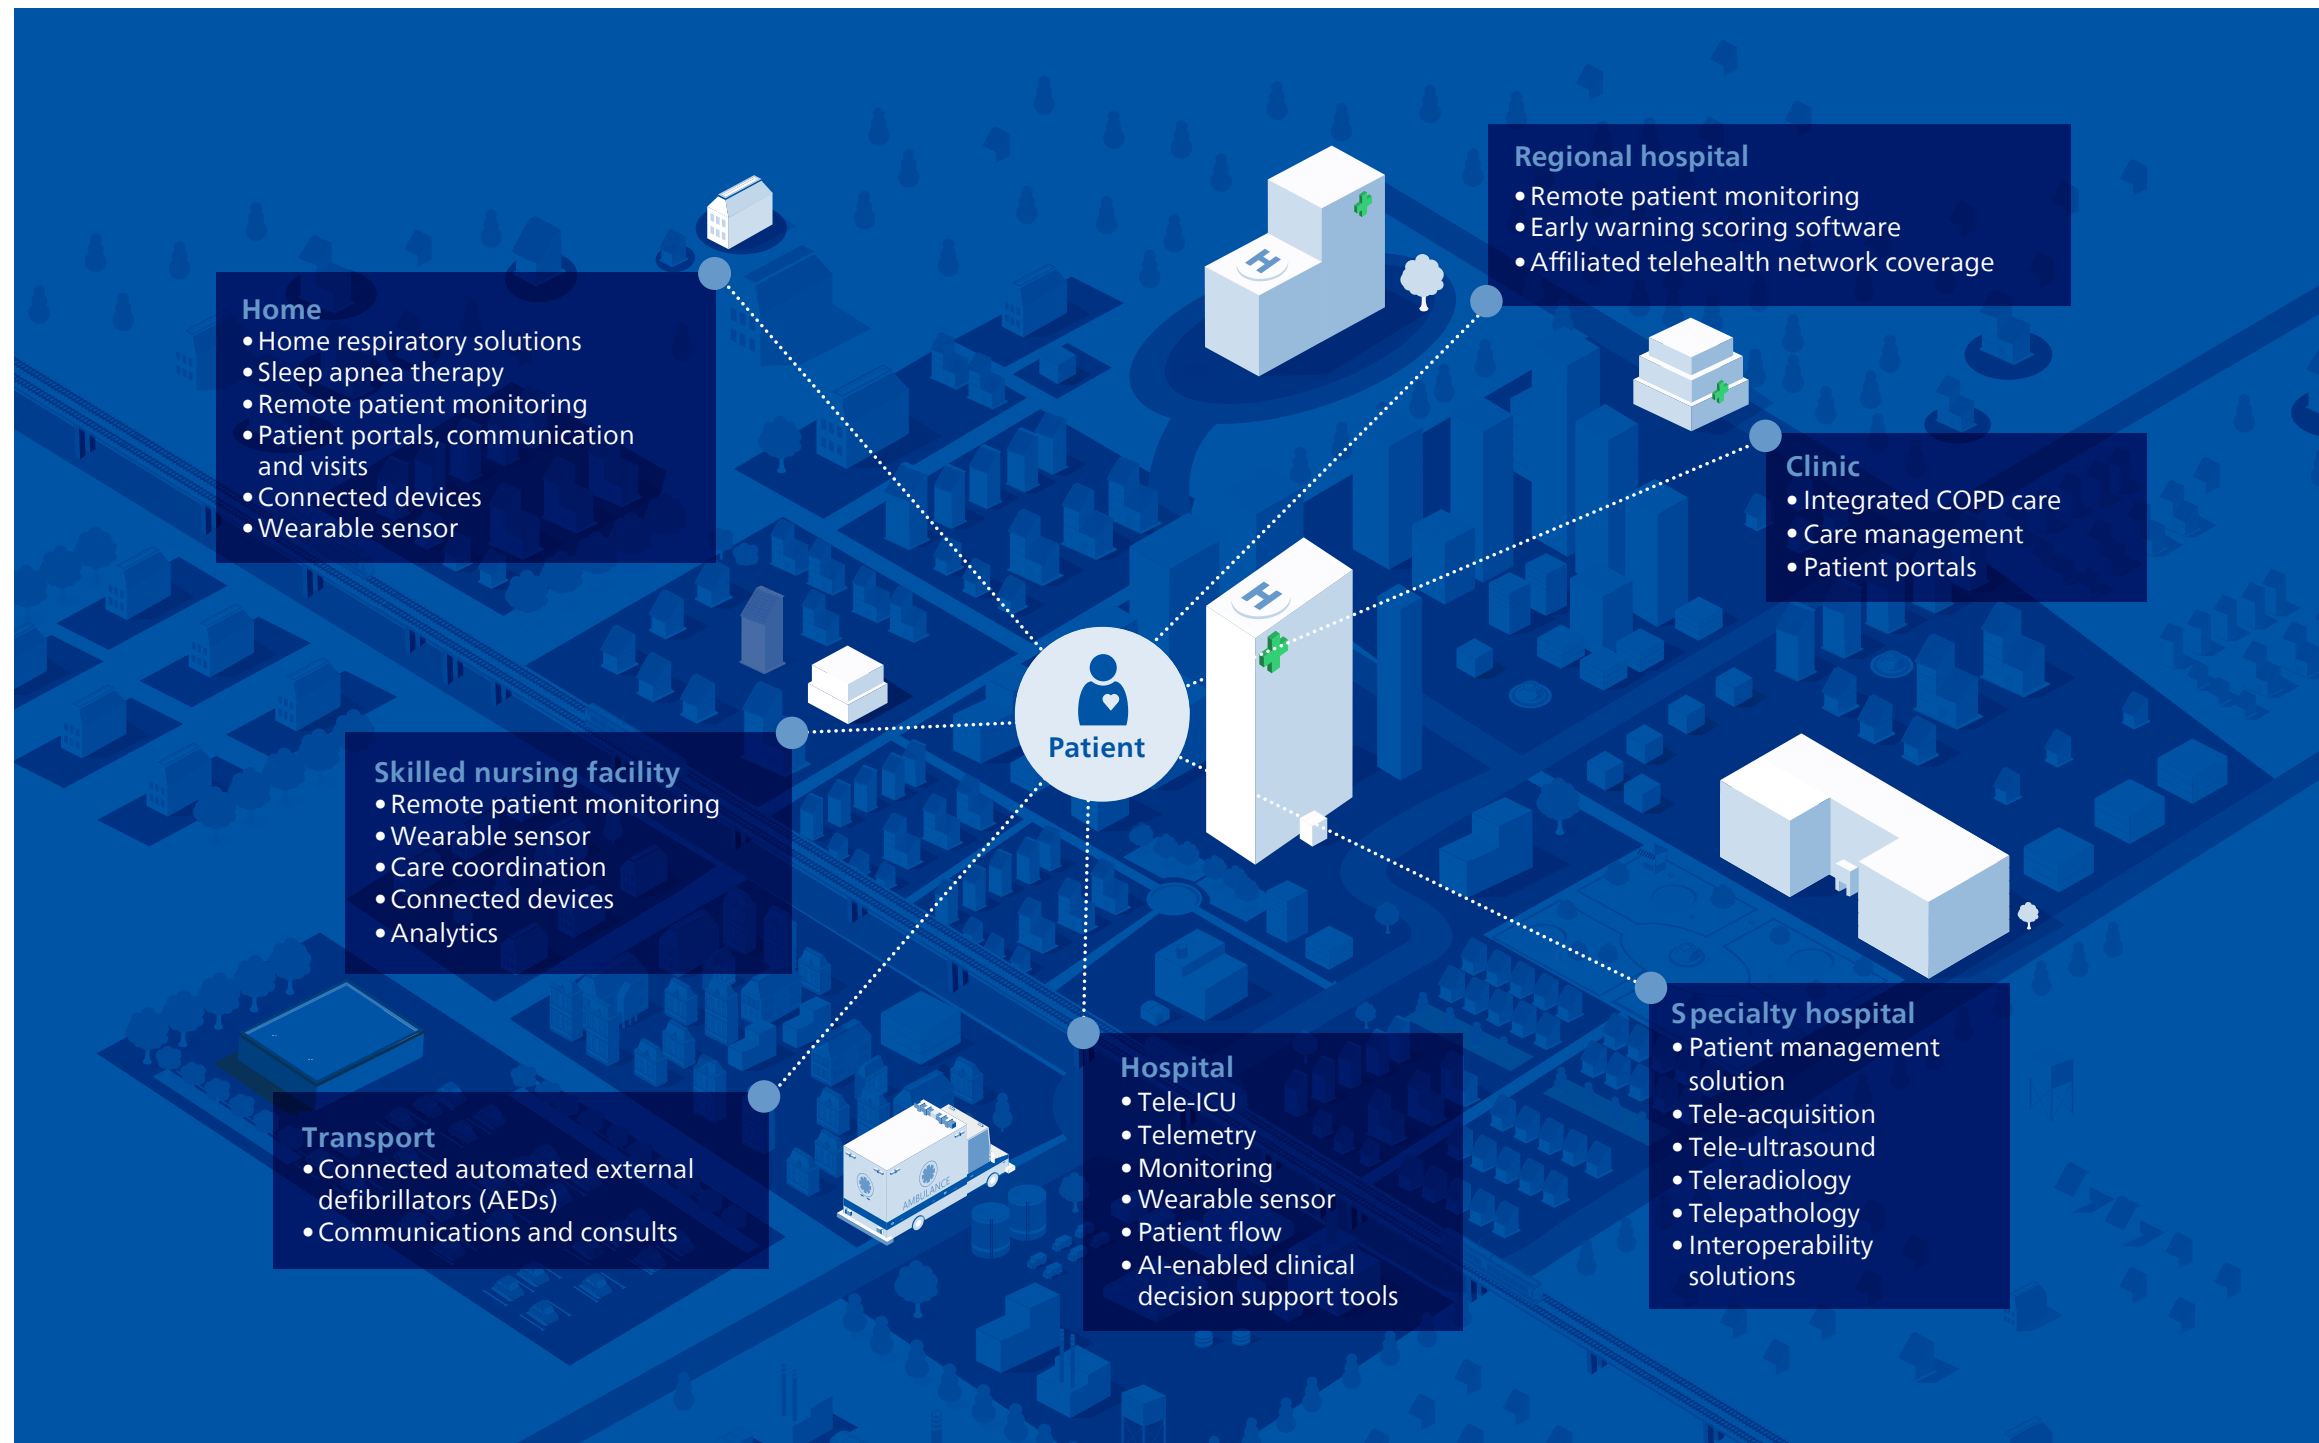 Regional hospital
• Remote patient monitoring
• Early warning scoring software
• Affiliated telehealth network coverage
Home
• Home respiratory solutions
• Sleep apnea therapy
• Remote patient monitoring
• Patient portals, communication
and visits
• Connected devices
• Wearable sensor
Clinic
• Integrated COPD care
• Care management
• Patient portals
H
H
Patient
Skilled nursing facility
• Remote patient monitoring
• Wearable sensor
• Care coordination
• Connected devices
• Analytics
Specialty hospital
• Patient management
solution
• Tele-acquisition
• Tele-ultrasound
• Teleradiology
• Telepathology
• Interoperability
solutions
Hospital
• Tele-ICU
• Telemetry
• Monitoring
• Wearable sensor
• Patient flow
• AI-enabled clinical
decision support tools
Transport
• Connected automated external
defibrillators (AEDs)
• Communications and consults
AMBULANCE